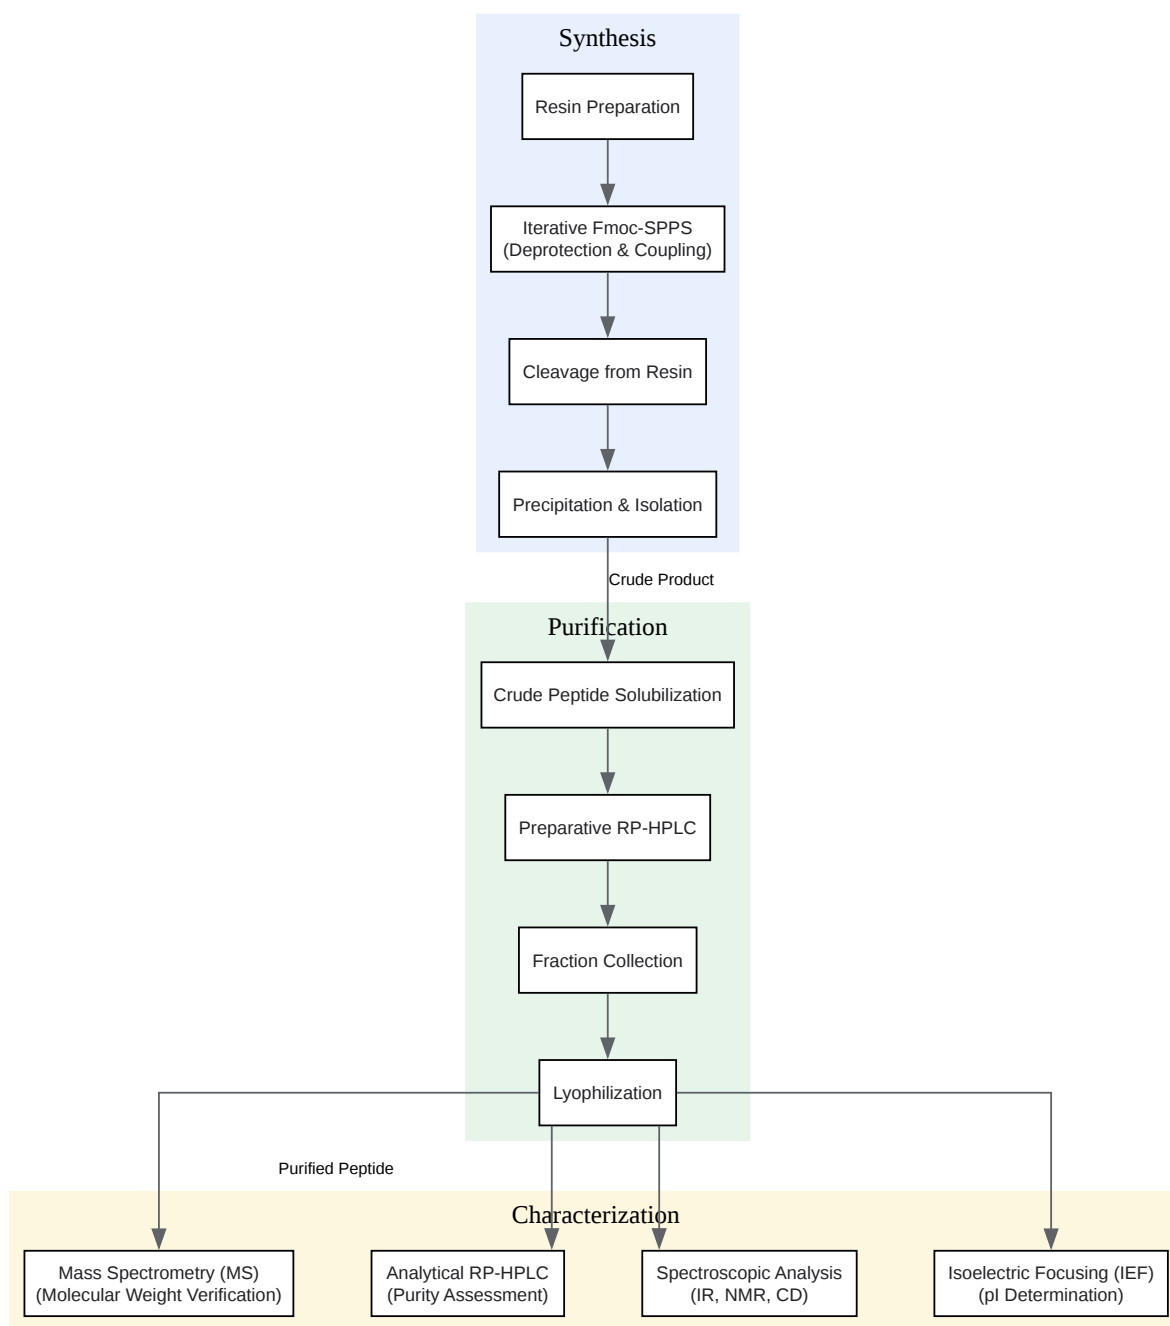 Synthesis
Resin Preparation
Iterative Fmoc-SPPS
(Deprotection & Coupling)
Cleavage from Resin
Precipitation & Isolation
Crude Product
Purification
Crude Peptide Solubilization
Preparative RP-HPLC
Fraction Collection
Lyophilization
Purified Peptide
Characterization
Mass Spectrometry (MS)
(Molecular Weight Verification)
Analytical RP-HPLC
(Purity Assessment)
Spectroscopic Analysis
(IR, NMR, CD)
Isoelectric Focusing (IEF)
(pI Determination)